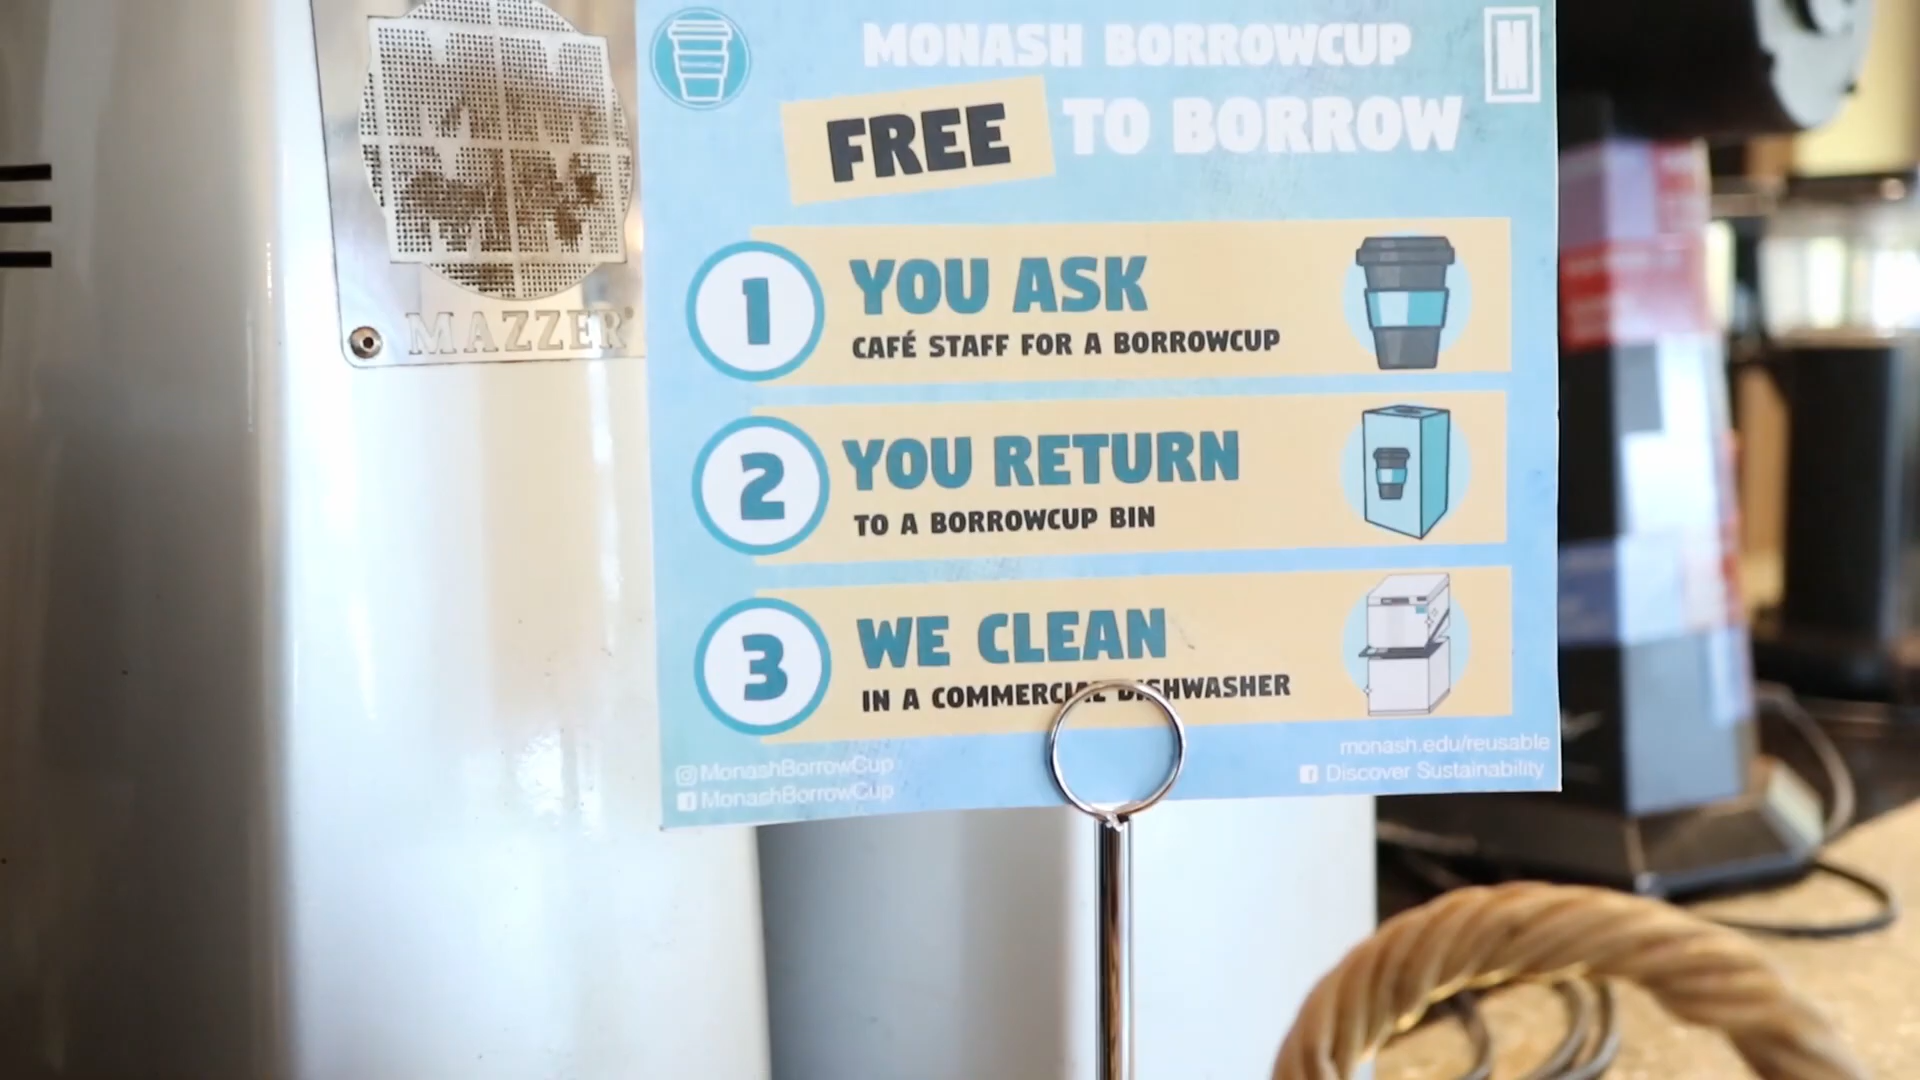 MONASH BORROWCUP
FREE TO BORROW
1
YOU ASK
CAFÉ STAFF FOR A BORROWCUP
2
YOU RETURN
TO A BORROWCUP BIN
3
WE CLEAN
IN A COMMERCIAL DISHWASHER
MonashBorrowCup
MonashBorrowCup
monash.edu/reusable
Discover Sustainability
M
MAZZER